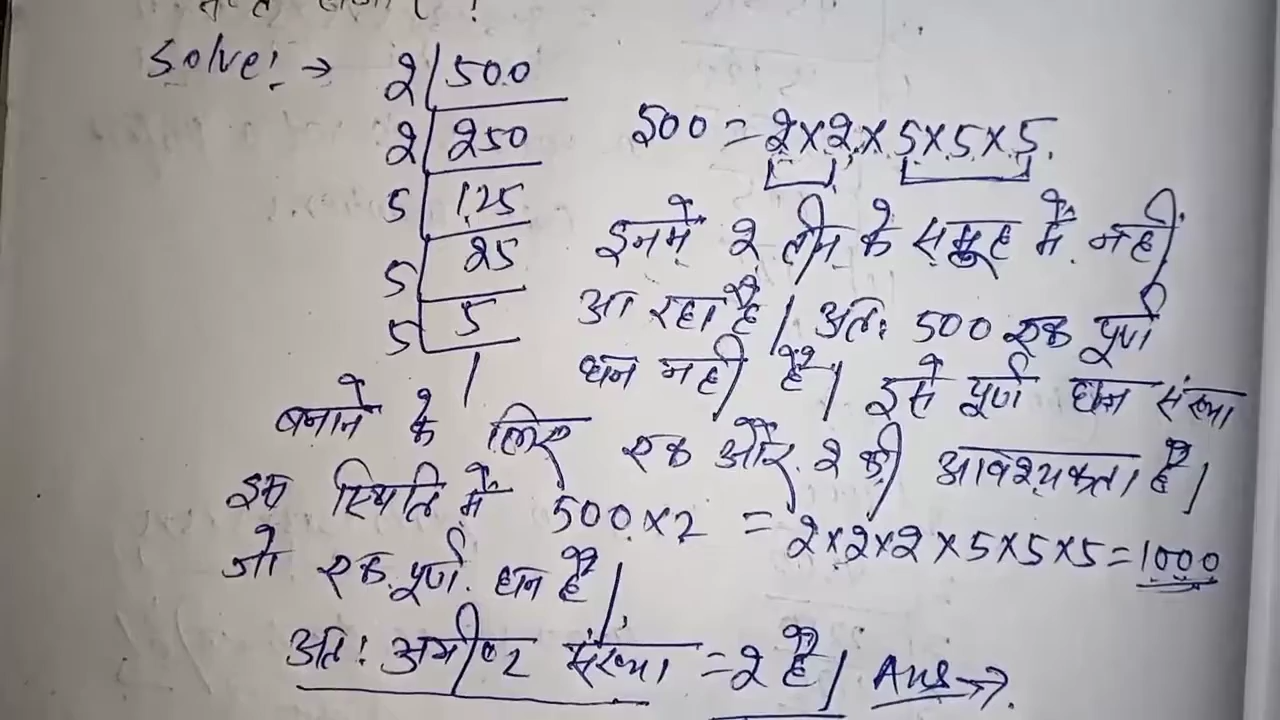 Solve! →
2 | 500
2 | 250
5 | 125
5 | 25
5 | 5
1
500 = 2×2×5×5×5.
इनमें 2 तीन के समूह में नही
आ रहा है। अतः 500 एक पूर्ण
घन नही है। इसे पूर्ण घन संख्या
बनाने के लिए एक और 2 की आवश्यकता है।
इस स्थिति में 500×2 = 2×2×2×5×5×5=1000
जो एक पूर्ण घन है।
अतः अभीष्ट संख्या = 2 है। Ans→